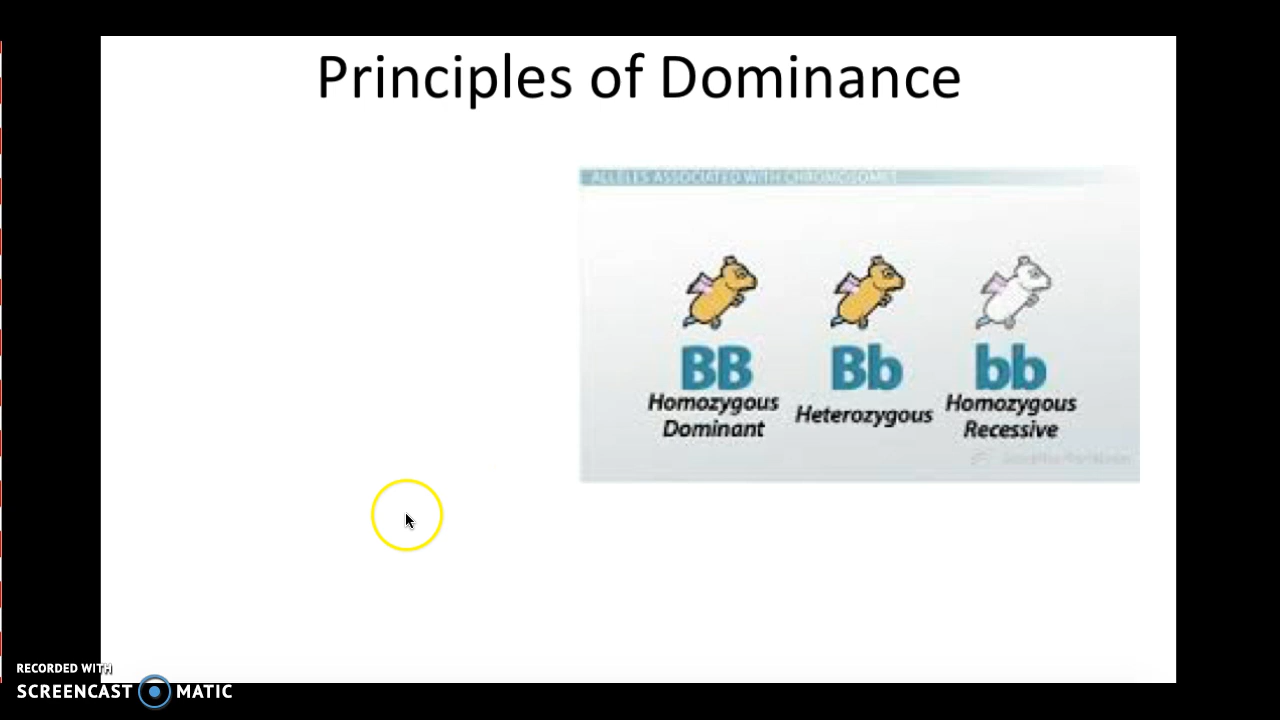 Principles of Dominance
ALLELES ASSOCIATED WITH CHROMOSOMES
BB Bb bb
Homozygous Dominant
Heterozygous
Homozygous Recessive
RECORDED WITH
SCREENCAST MATIC